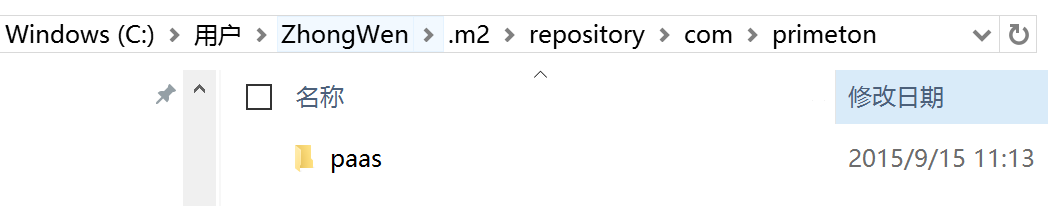 Windows (C:) > 用户 > ZhongWen > .m2 > repository > com > primeton
名称 修改日期
paas 2015/9/15 11:13